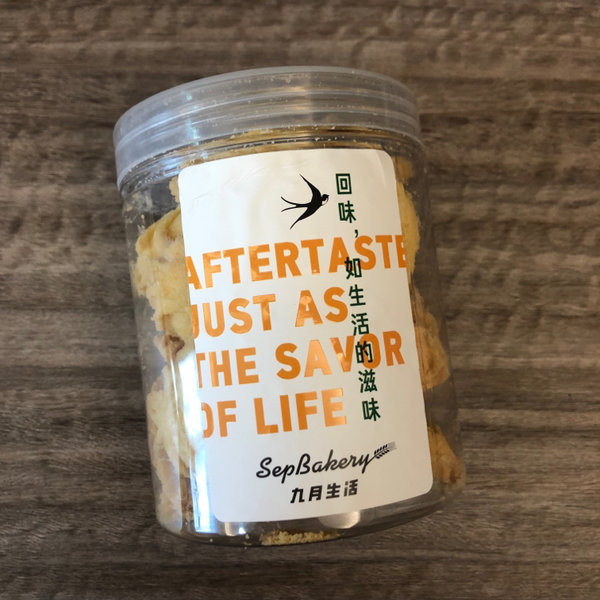 回味，如生活的滋味
AFTERTASTE
JUST AS
THE SAVOR
OF LIFE
SepBakery
九月生活